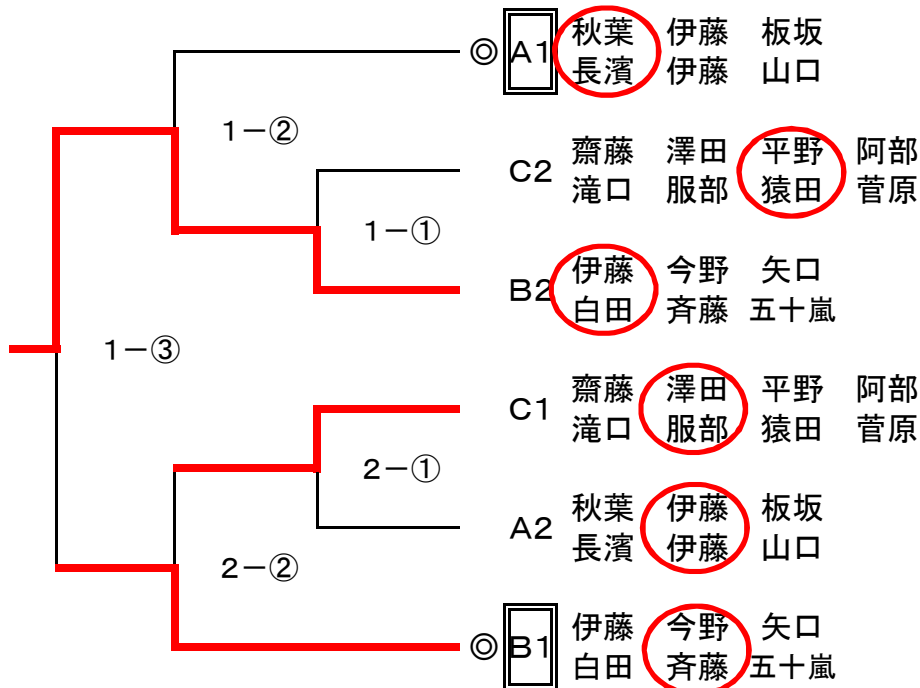 ◎ A1 秋葉 伊藤 板坂
長濱 伊藤 山口
1-②
C2 齋藤 澤田 平野 阿部
滝口 服部 猿田 菅原
1-①
B2 伊藤 今野 矢口
白田 斉藤 五十嵐
1-③
C1 齋藤 澤田 平野 阿部
滝口 服部 猿田 菅原
2-①
A2 秋葉 伊藤 板坂
長濱 伊藤 山口
2-②
◎ B1 伊藤 今野 矢口
白田 斉藤 五十嵐